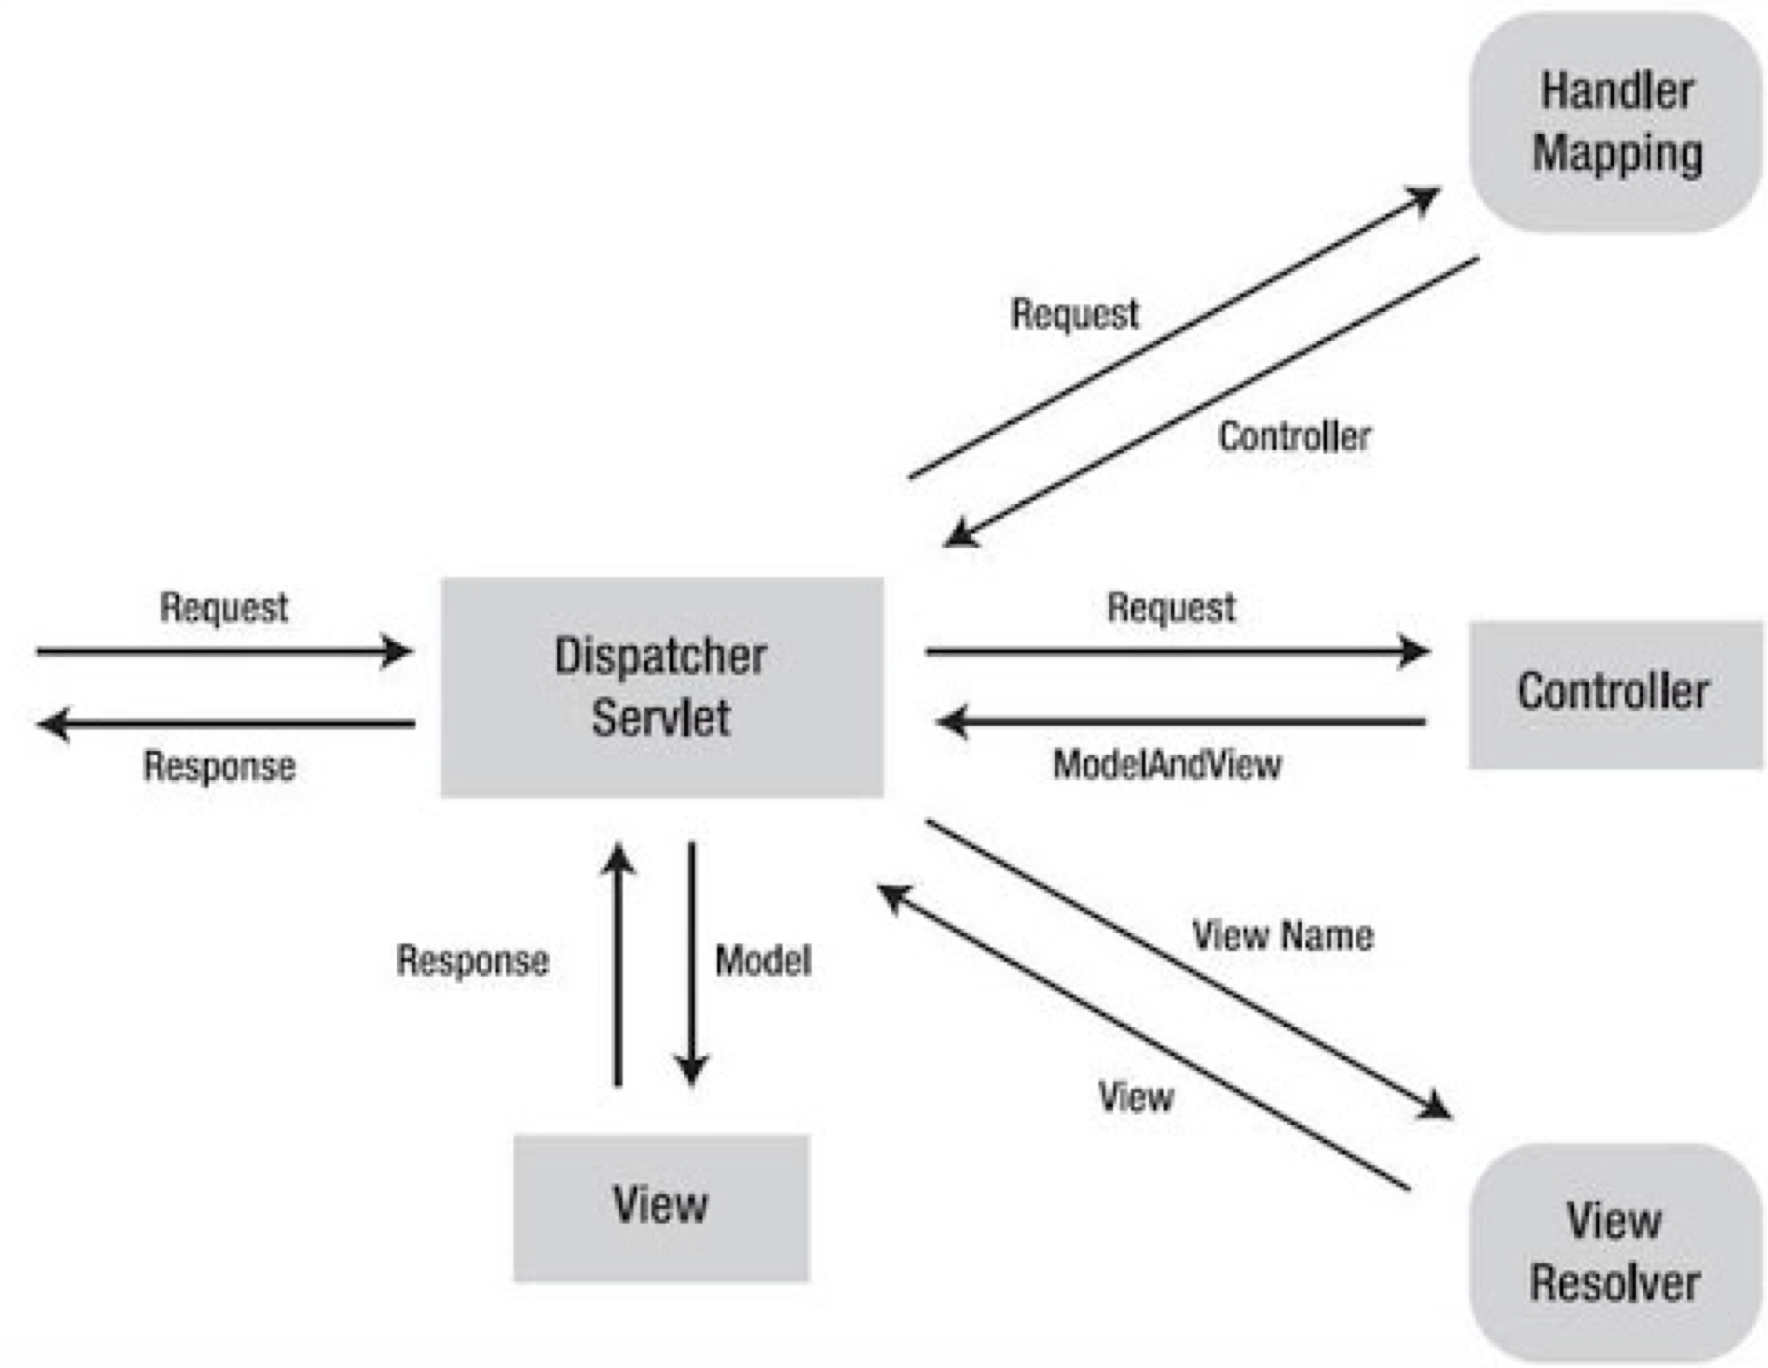 Handler
Mapping
Request
Controller
Request
Response
Dispatcher
Servlet
Request
ModelAndView
Controller
Response
Model
View Name
View
View
View
Resolver